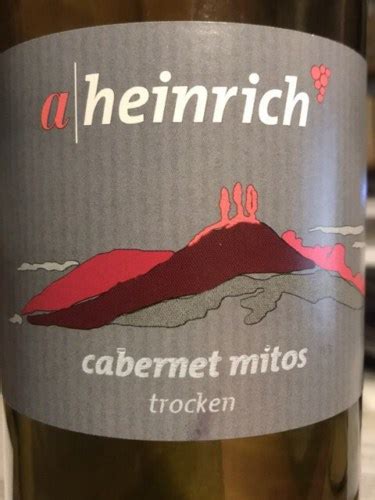 a|heinrich
cabernet mitos
trocken